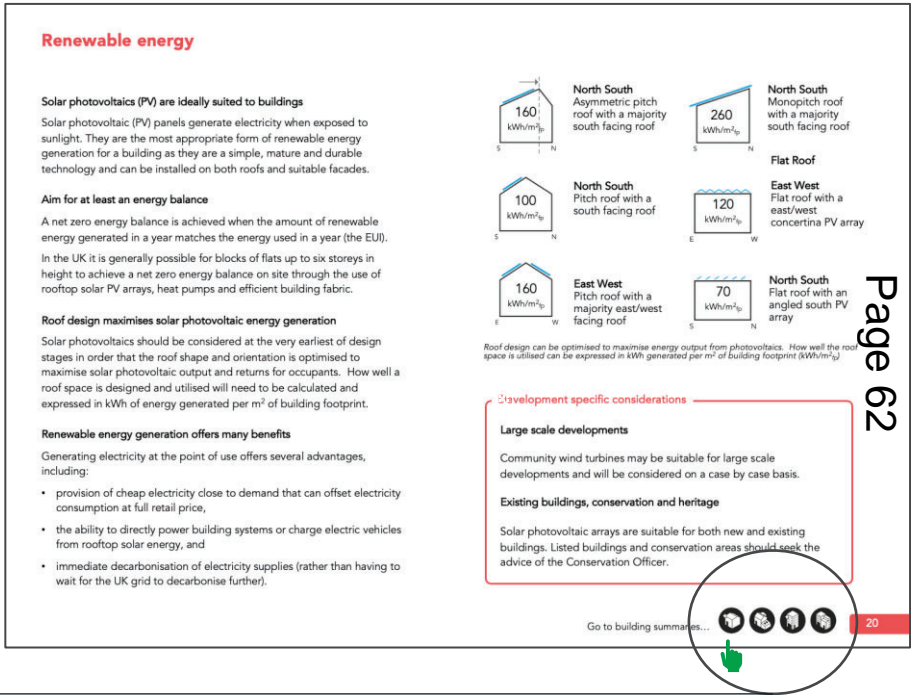 Renewable energy
Solar photovoltaics (PV) are ideally suited to buildings
Solar photovoltaic (PV) panels generate electricity when exposed to
sunlight. They are the most appropriate form of renewable energy
generation for a building as they are a simple, mature and durable
technology and can be installed on both roofs and suitable facades.
Aim for at least an energy balance
A net zero energy balance is achieved when the amount of renewable
energy generated in a year matches the energy used in a year (the EUI).
In the UK it is generally possible for blocks of flats up to six storeys in
height to achieve a net zero energy balance on site through the use of
rooftop solar PV arrays, heat pumps and efficient building fabric.
Roof design maximises solar photovoltaic energy generation
Solar photovoltaics should be considered at the very earliest of design
stages in order that the roof shape and orientation is optimised to
maximise solar photovoltaic output and returns for occupants. How well a
roof space is designed and utilised will need to be calculated and
expressed in kWh of energy generated per m² of building footprint.
Renewable energy generation offers many benefits
Generating electricity at the point of use offers several advantages,
including:
• provision of cheap electricity close to demand that can offset electricity
consumption at full retail price,
• the ability to directly power building systems or charge electric vehicles
from rooftop solar energy, and
• immediate decarbonisation of electricity supplies (rather than having to
wait for the UK grid to decarbonise further).
160
kWh/m²fp
S N
North South
Asymmetric pitch
roof with a majority
south facing roof
260
kWh/m²fp
S N
North South
Monopitch roof
with a majority
south facing roof
100
kWh/m²fp
S N
North South
Pitch roof with a
south facing roof
Flat Roof
120
kWh/m²fp
E W
East West
Flat roof with a
east/west
concertina PV array
160
kWh/m²fp
E W
East West
Pitch roof with a
majority east/west
facing roof
70
kWh/m²fp
S N
North South
Flat roof with an
angled south PV
array
Roof design can be optimised to maximise energy output from photovoltaics. How well the roof
space is utilised can be expressed in kWh generated per m² of building footprint (kWh/m²fp)
Development specific considerations
Large scale developments
Community wind turbines may be suitable for large scale
developments and will be considered on a case by case basis.
Existing buildings, conservation and heritage
Solar photovoltaic arrays are suitable for both new and existing
buildings. Listed buildings and conservation areas should seek the
advice of the Conservation Officer.
Go to building summaries...
20
Page 62